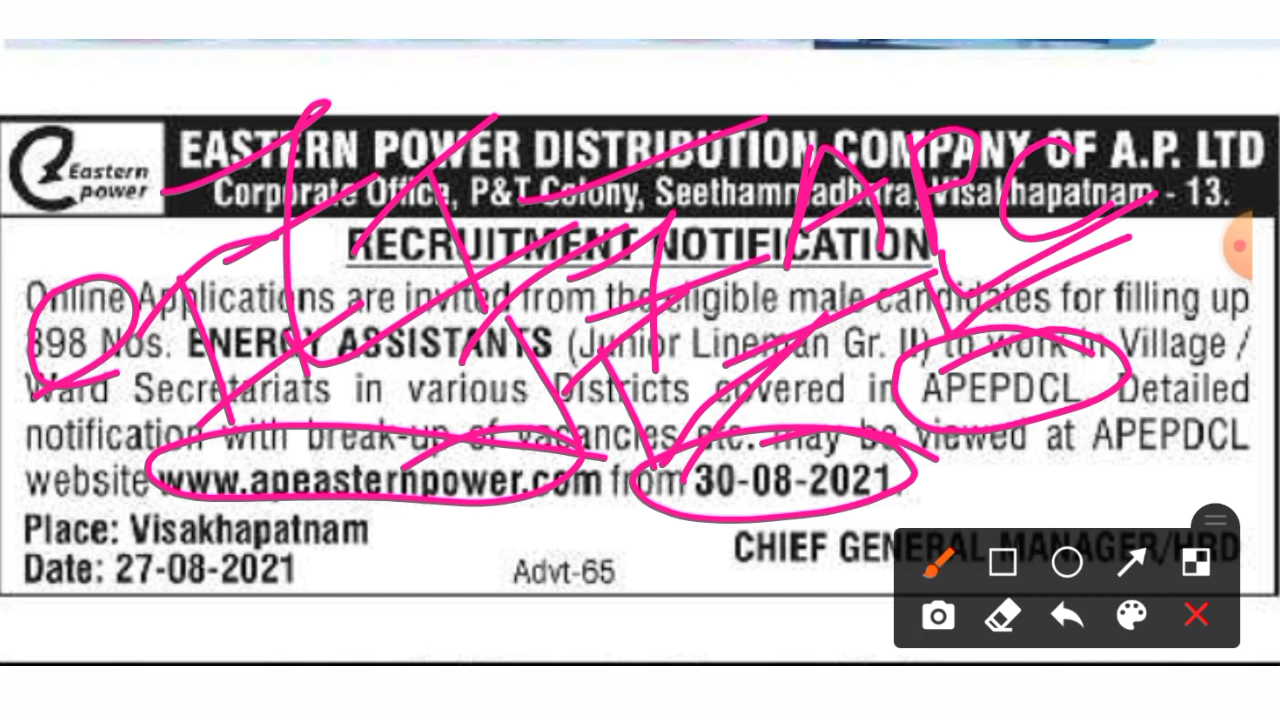 Eastern
power
EASTERN POWER DISTRIBUTION COMPANY OF A.P. LTD
Corporate Office, P&T Colony, Seethammadhara, Visakhapatnam - 13.
RECRUITMENT NOTIFICATION
Online Applications are invited from the eligible male candidates for filling up
398 Nos. ENERGY ASSISTANTS (Junior Lineman Gr. II) to work in Village /
Ward Secretariats in various Districts covered in APEPDCL. Detailed
notification with break-up of vacancies etc.. may be viewed at APEPDCL
website www.apeasternpower.com from 30-08-2021.
Place: Visakhapatnam
Date: 27-08-2021
Advt-65
CHIEF GENERAL MANAGER/HRD